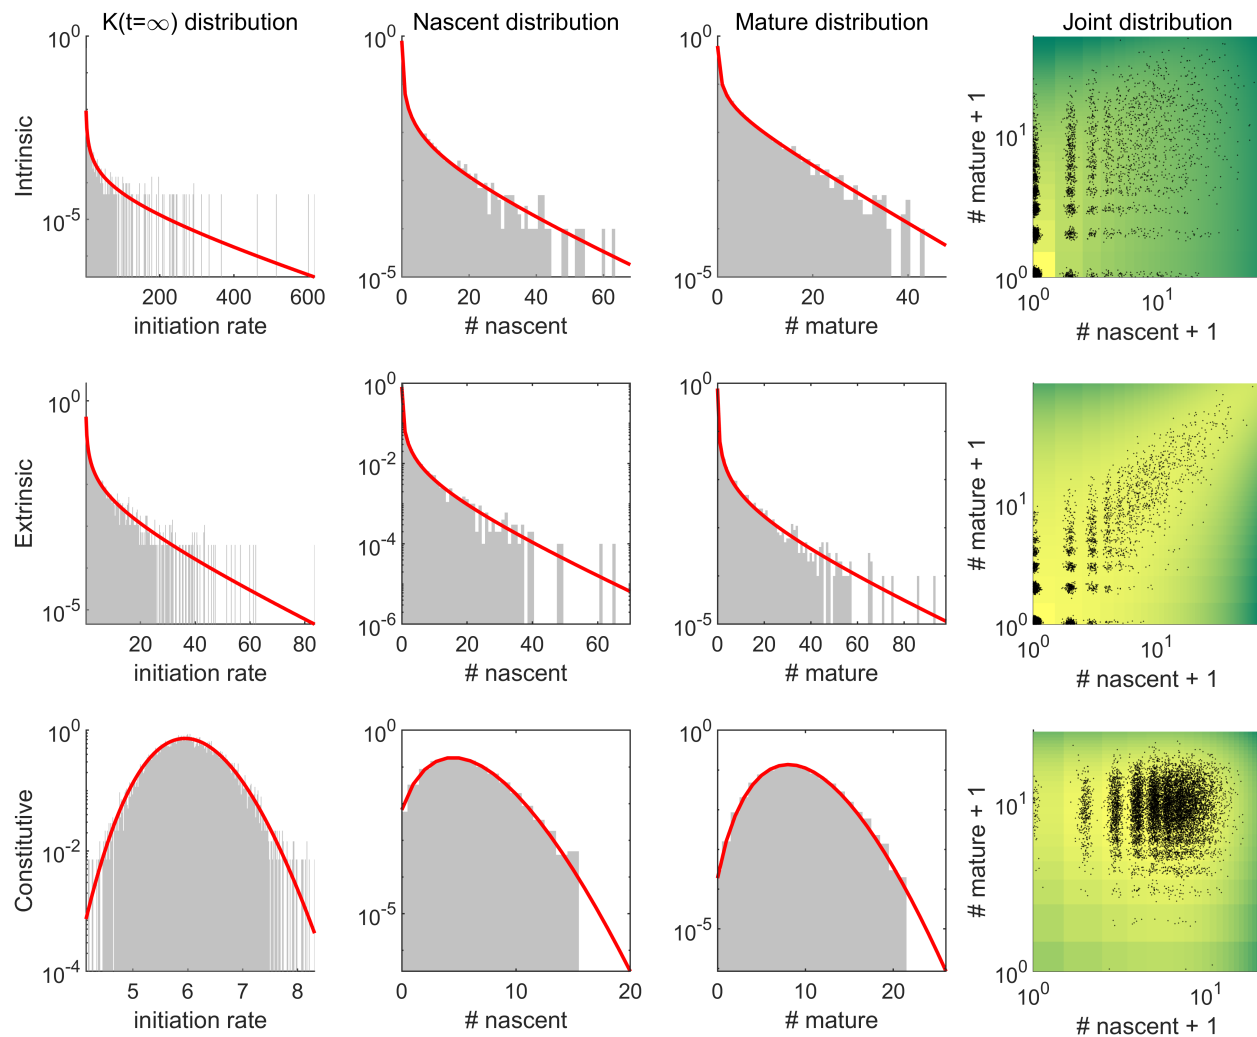 K(t=∞) distribution
Nascent distribution
Mature distribution
Joint distribution
Intrinsic
10^0
10^-5
200 400 600
initiation rate
10^0
10^-5
0 20 40 60
# nascent
10^0
10^-5
0 20 40
# mature
# mature + 1
10^1
10^0
10^0 10^1
# nascent + 1
Extrinsic
10^0
10^-5
20 40 60 80
initiation rate
10^0
10^-2
10^-4
10^-6
0 20 40 60
# nascent
10^0
10^-5
0 20 40 60 80
# mature
# mature + 1
10^1
10^0
10^0 10^1
# nascent + 1
Constitutive
10^0
10^-2
10^-4
5 6 7 8
initiation rate
10^0
10^-5
0 10 20
# nascent
10^0
10^-5
0 10 20
# mature
# mature + 1
10^1
10^0
10^0 10^1
# nascent + 1